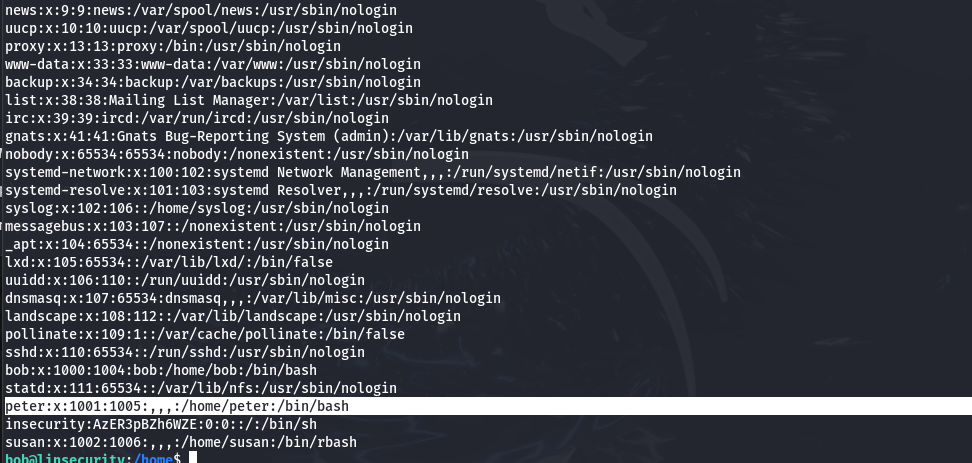 news:x:9:9:news:/var/spool/news:/usr/sbin/nologin
uucp:x:10:10:uucp:/var/spool/uucp:/usr/sbin/nologin
proxy:x:13:13:proxy:/bin:/usr/sbin/nologin
www-data:x:33:33:www-data:/var/www:/usr/sbin/nologin
backup:x:34:34:backup:/var/backups:/usr/sbin/nologin
list:x:38:38:Mailing List Manager:/var/list:/usr/sbin/nologin
irc:x:39:39:ircd:/var/run/ircd:/usr/sbin/nologin
gnats:x:41:41:Gnats Bug-Reporting System (admin):/var/lib/gnats:/usr/sbin/nologin
nobody:x:65534:65534:nobody:/nonexistent:/usr/sbin/nologin
systemd-network:x:100:102:systemd Network Management,,,:/run/systemd/netif:/usr/sbin/nologin
systemd-resolve:x:101:103:systemd Resolver,,,:/run/systemd/resolve:/usr/sbin/nologin
syslog:x:102:106::/home/syslog:/usr/sbin/nologin
messagebus:x:103:107::/nonexistent:/usr/sbin/nologin
_apt:x:104:65534::/nonexistent:/usr/sbin/nologin
lxd:x:105:65534::/var/lib/lxd/:/bin/false
uuidd:x:106:110::/run/uuidd:/usr/sbin/nologin
dnsmasq:x:107:65534:dnsmasq,,,:/var/lib/misc:/usr/sbin/nologin
landscape:x:108:112::/var/lib/landscape:/usr/sbin/nologin
pollinate:x:109:1::/var/cache/pollinate:/bin/false
sshd:x:110:65534::/run/sshd:/usr/sbin/nologin
bob:x:1000:1004:bob:/home/bob:/bin/bash
statd:x:111:65534::/var/lib/nfs:/usr/sbin/nologin
peter:x:1001:1005:,,,:/home/peter:/bin/bash
insecurity:AzER3pBZh6WZE:0:0::/:/bin/sh
susan:x:1002:1006:,,,:/home/susan:/bin/rbash
bob@linsecurity:/home$